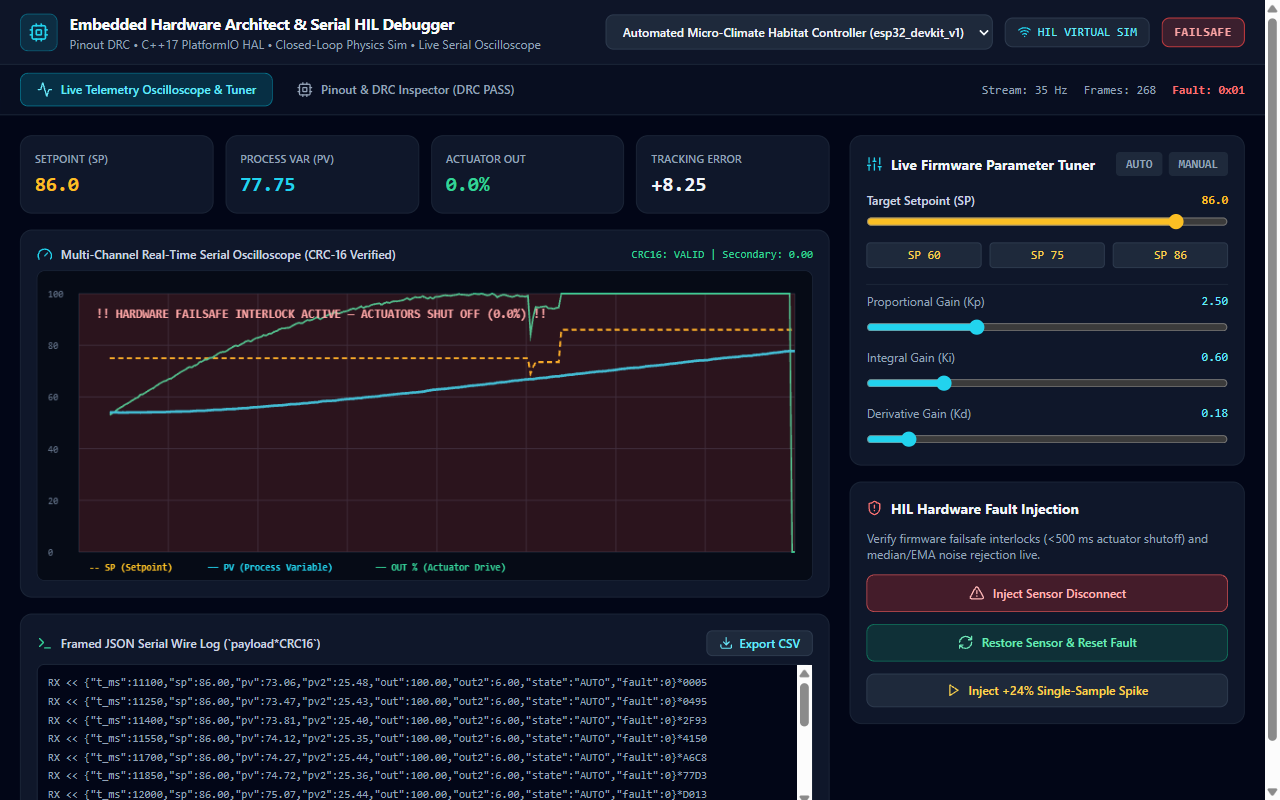 Embedded Hardware Architect & Serial HIL Debugger
Pinout DRC • C++17 PlatformIO HAL • Closed-Loop Physics Sim • Live Serial Oscilloscope
Automated Micro-Climate Habitat Controller (esp32_devkit_v1)
HIL VIRTUAL SIM
FAILSAFE
Live Telemetry Oscilloscope & Tuner
Pinout & DRC Inspector (DRC PASS)
Stream: 35 Hz
Frames: 268
Fault: 0x01
SETPOINT (SP)
86.0
PROCESS VAR (PV)
77.75
ACTUATOR OUT
0.0%
TRACKING ERROR
+8.25
Multi-Channel Real-Time Serial Oscilloscope (CRC-16 Verified)
CRC16: VALID | Secondary: 0.00
!! HARDWARE FAILSAFE INTERLOCK ACTIVE — ACTUATORS SHUT OFF (0.0%) !!
100
80
60
40
20
0
-- SP (Setpoint)
── PV (Process Variable)
── OUT % (Actuator Drive)
Framed JSON Serial Wire Log (`payload*CRC16`)
Export CSV
RX << {"t_ms":11100,"sp":86.00,"pv":73.06,"pv2":25.48,"out":100.00,"out2":6.00,"state":"AUTO","fault":0}*0005
RX << {"t_ms":11250,"sp":86.00,"pv":73.47,"pv2":25.43,"out":100.00,"out2":6.00,"state":"AUTO","fault":0}*0495
RX << {"t_ms":11400,"sp":86.00,"pv":73.81,"pv2":25.40,"out":100.00,"out2":6.00,"state":"AUTO","fault":0}*2F93
RX << {"t_ms":11550,"sp":86.00,"pv":74.12,"pv2":25.35,"out":100.00,"out2":6.00,"state":"AUTO","fault":0}*4150
RX << {"t_ms":11700,"sp":86.00,"pv":74.27,"pv2":25.44,"out":100.00,"out2":6.00,"state":"AUTO","fault":0}*A6C8
RX << {"t_ms":11850,"sp":86.00,"pv":74.72,"pv2":25.36,"out":100.00,"out2":6.00,"state":"AUTO","fault":0}*77D3
RX << {"t_ms":12000,"sp":86.00,"pv":75.07,"pv2":25.44,"out":100.00,"out2":6.00,"state":"AUTO","fault":0}*D013
Live Firmware Parameter Tuner
AUTO
MANUAL
Target Setpoint (SP)
86.0
SP 60
SP 75
SP 86
Proportional Gain (Kp)
2.50
Integral Gain (Ki)
0.60
Derivative Gain (Kd)
0.18
HIL Hardware Fault Injection
Verify firmware failsafe interlocks (<500 ms actuator shutoff) and
median/EMA noise rejection live.
Inject Sensor Disconnect
Restore Sensor & Reset Fault
Inject +24% Single-Sample Spike